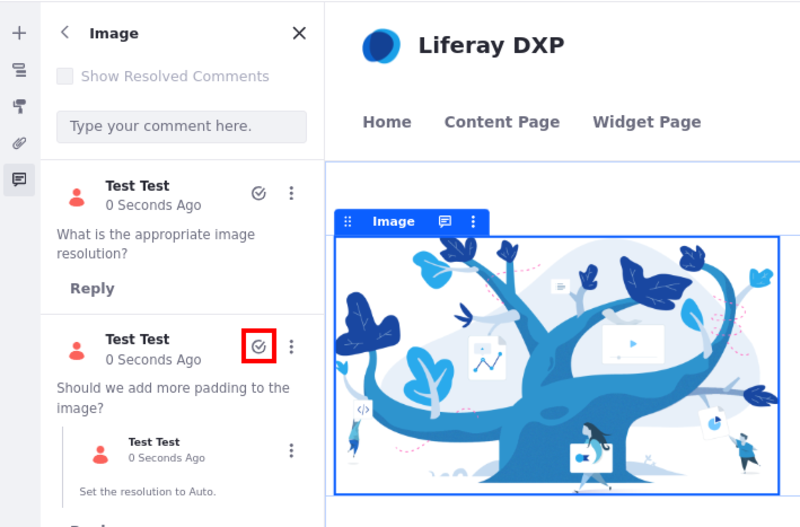 Image
Show Resolved Comments
Type your comment here.
Test Test
0 Seconds Ago
What is the appropriate image
resolution?
Reply
Test Test
0 Seconds Ago
Should we add more padding to the
image?
Test Test
0 Seconds Ago
Set the resolution to Auto.
Liferay DXP
Home Content Page Widget Page
Image
</>